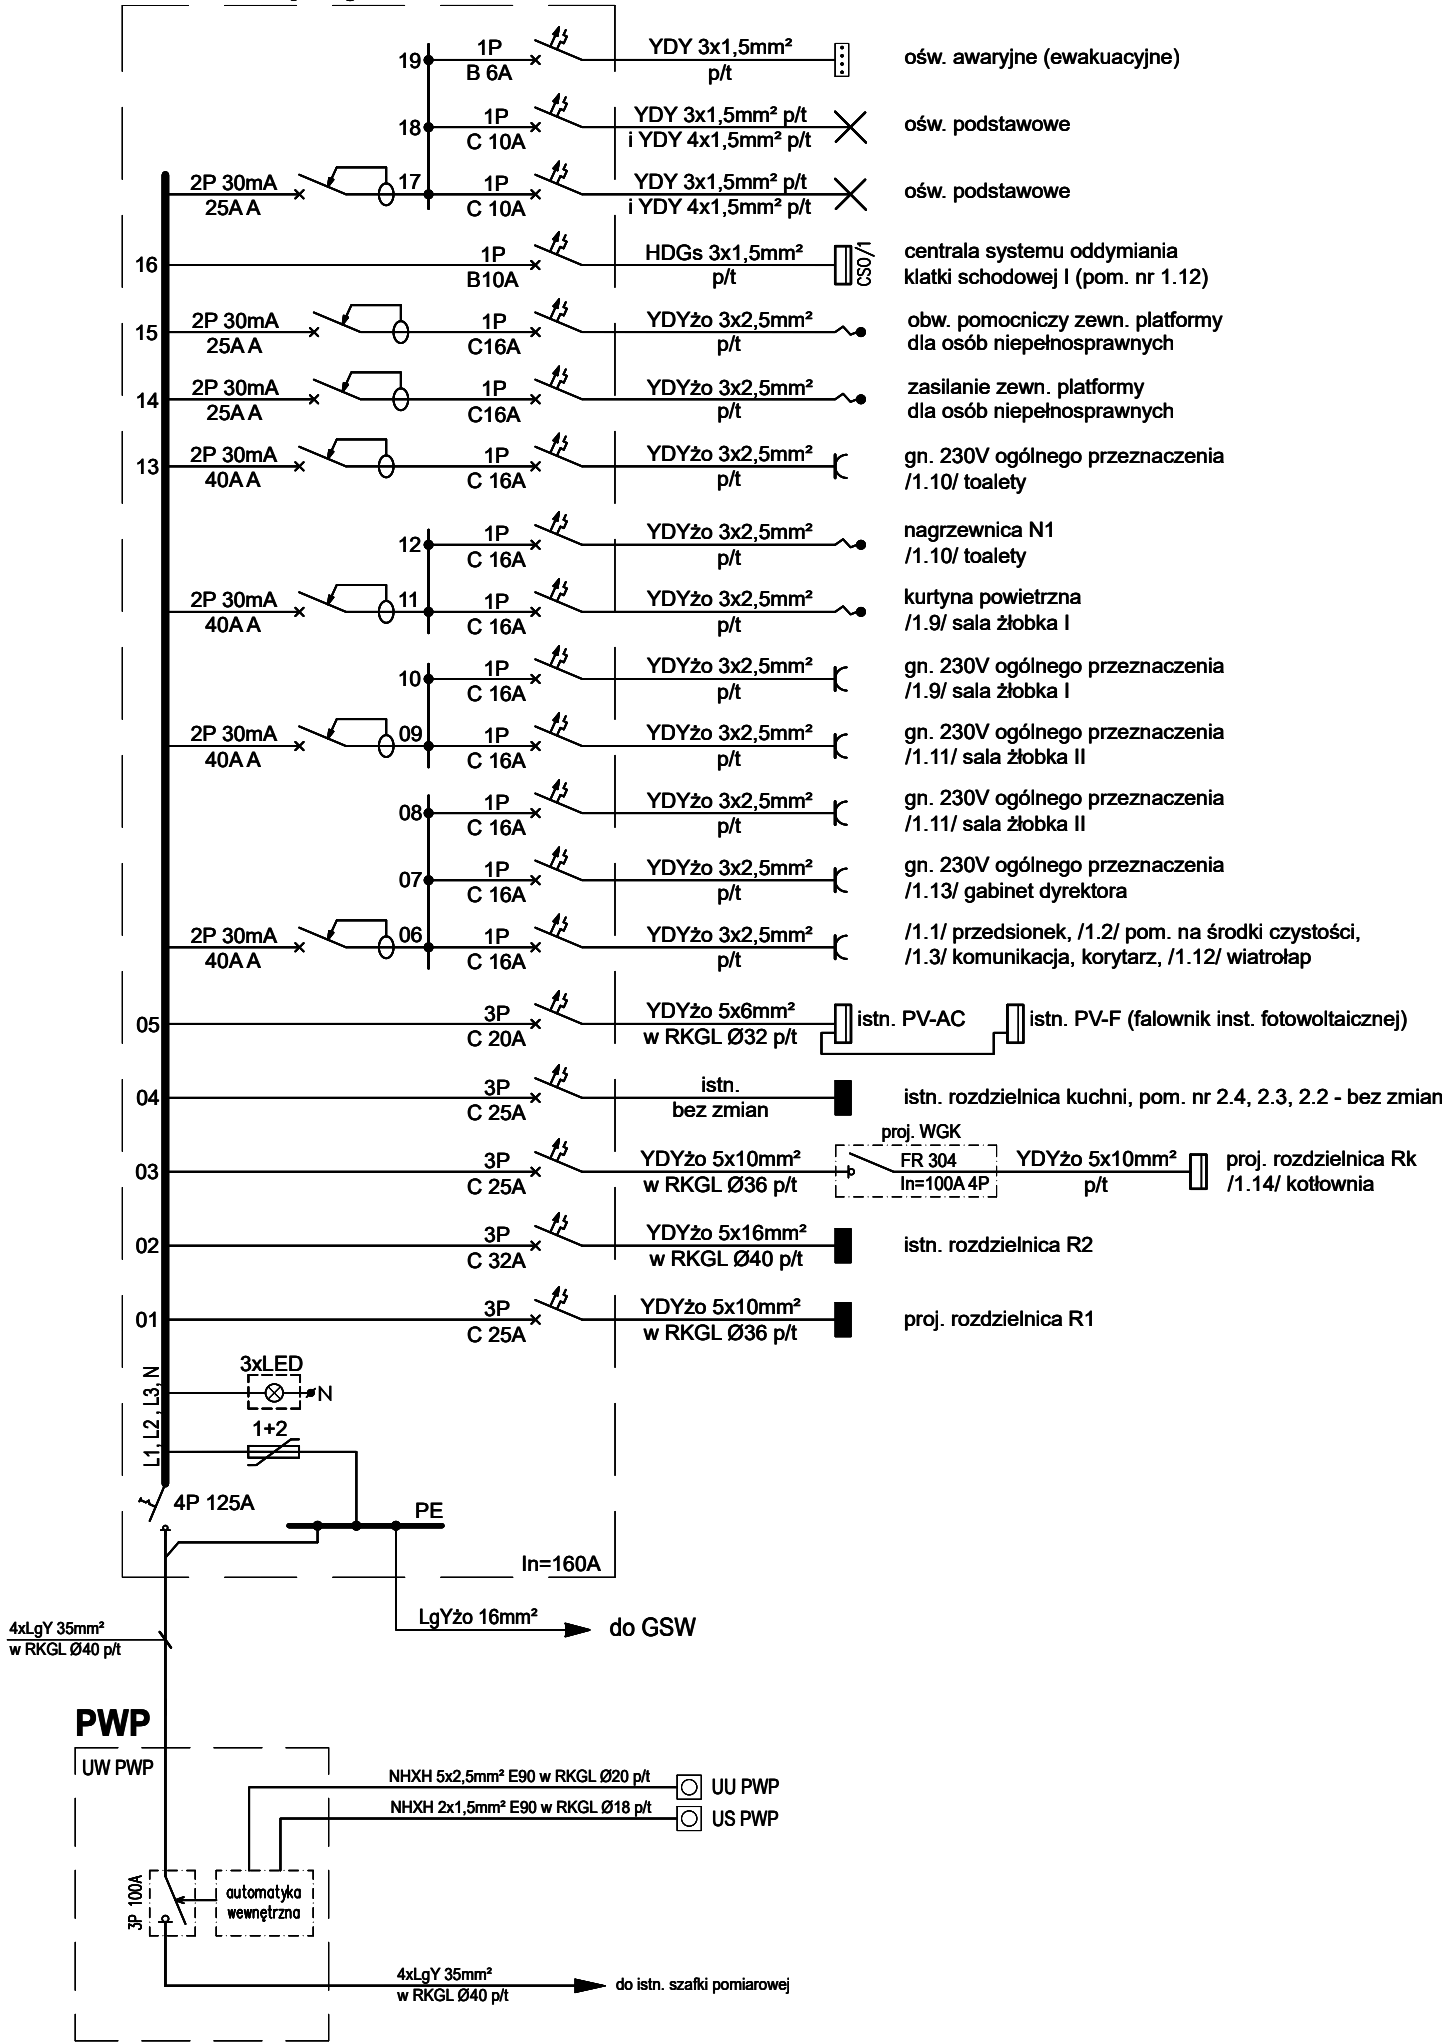 19
1P
B 6A
YDY 3x1,5mm²
p/t
ośw. awaryjne (ewakuacyjne)
18
1P
C 10A
YDY 3x1,5mm² p/t
i YDY 4x1,5mm² p/t
ośw. podstawowe
2P 30mA
25A A
17
1P
C 10A
YDY 3x1,5mm² p/t
i YDY 4x1,5mm² p/t
ośw. podstawowe
16
1P
B10A
HDGs 3x1,5mm²
p/t
CSO/1
centrala systemu oddymiania
klatki schodowej I (pom. nr 1.12)
15
2P 30mA
25A A
1P
C16A
YDYżo 3x2,5mm²
p/t
obw. pomocniczy zewn. platformy
dla osób niepełnosprawnych
14
2P 30mA
25A A
1P
C16A
YDYżo 3x2,5mm²
p/t
zasilanie zewn. platformy
dla osób niepełnosprawnych
13
2P 30mA
40A A
1P
C 16A
YDYżo 3x2,5mm²
p/t
gn. 230V ogólnego przeznaczenia
/1.10/ toalety
12
1P
C 16A
YDYżo 3x2,5mm²
p/t
nagrzewnica N1
/1.10/ toalety
2P 30mA
40A A
11
1P
C 16A
YDYżo 3x2,5mm²
p/t
kurtyna powietrzna
/1.9/ sala żłobka I
10
1P
C 16A
YDYżo 3x2,5mm²
p/t
gn. 230V ogólnego przeznaczenia
/1.9/ sala żłobka I
2P 30mA
40A A
09
1P
C 16A
YDYżo 3x2,5mm²
p/t
gn. 230V ogólnego przeznaczenia
/1.11/ sala żłobka II
08
1P
C 16A
YDYżo 3x2,5mm²
p/t
gn. 230V ogólnego przeznaczenia
/1.11/ sala żłobka II
07
1P
C 16A
YDYżo 3x2,5mm²
p/t
gn. 230V ogólnego przeznaczenia
/1.13/ gabinet dyrektora
2P 30mA
40A A
06
1P
C 16A
YDYżo 3x2,5mm²
p/t
/1.1/ przedsionek, /1.2/ pom. na środki czystości,
/1.3/ komunikacja, korytarz, /1.12/ wiatrołap
05
3P
C 20A
YDYżo 5x6mm²
w RKGL Ø32 p/t
istn. PV-AC
istn. PV-F (falownik inst. fotowoltaicznej)
04
3P
C 25A
istn.
bez zmian
istn. rozdzielnica kuchni, pom. nr 2.4, 2.3, 2.2 - bez zmian
03
3P
C 25A
YDYżo 5x10mm²
w RKGL Ø36 p/t
proj. WGK
FR 304
In=100A 4P
YDYżo 5x10mm²
p/t
proj. rozdzielnica Rk
/1.14/ kotłownia
02
3P
C 32A
YDYżo 5x16mm²
w RKGL Ø40 p/t
istn. rozdzielnica R2
01
3P
C 25A
YDYżo 5x10mm²
w RKGL Ø36 p/t
proj. rozdzielnica R1
L1, L2 , L3, N
3xLED
N
1+2
4P 125A
PE
In=160A
LgYżo 16mm²
do GSW
4xLgY 35mm²
w RKGL Ø40 p/t
PWP
UW PWP
NHXH 5x2,5mm² E90 w RKGL Ø20 p/t
UU PWP
NHXH 2x1,5mm² E90 w RKGL Ø18 p/t
US PWP
3P 100A
automatyka
wewnętrzna
4xLgY 35mm²
w RKGL Ø40 p/t
do istn. szafki pomiarowej